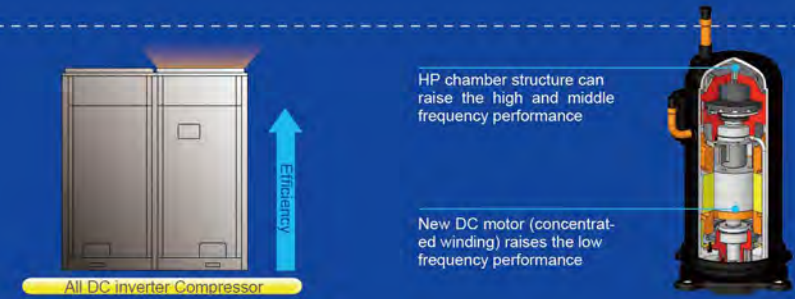 HP chamber structure can
raise the high and middle
frequency performance
Efficiency
New DC motor (concentrat-
ed winding) raises the low
frequency performance
All DC inverter Compressor